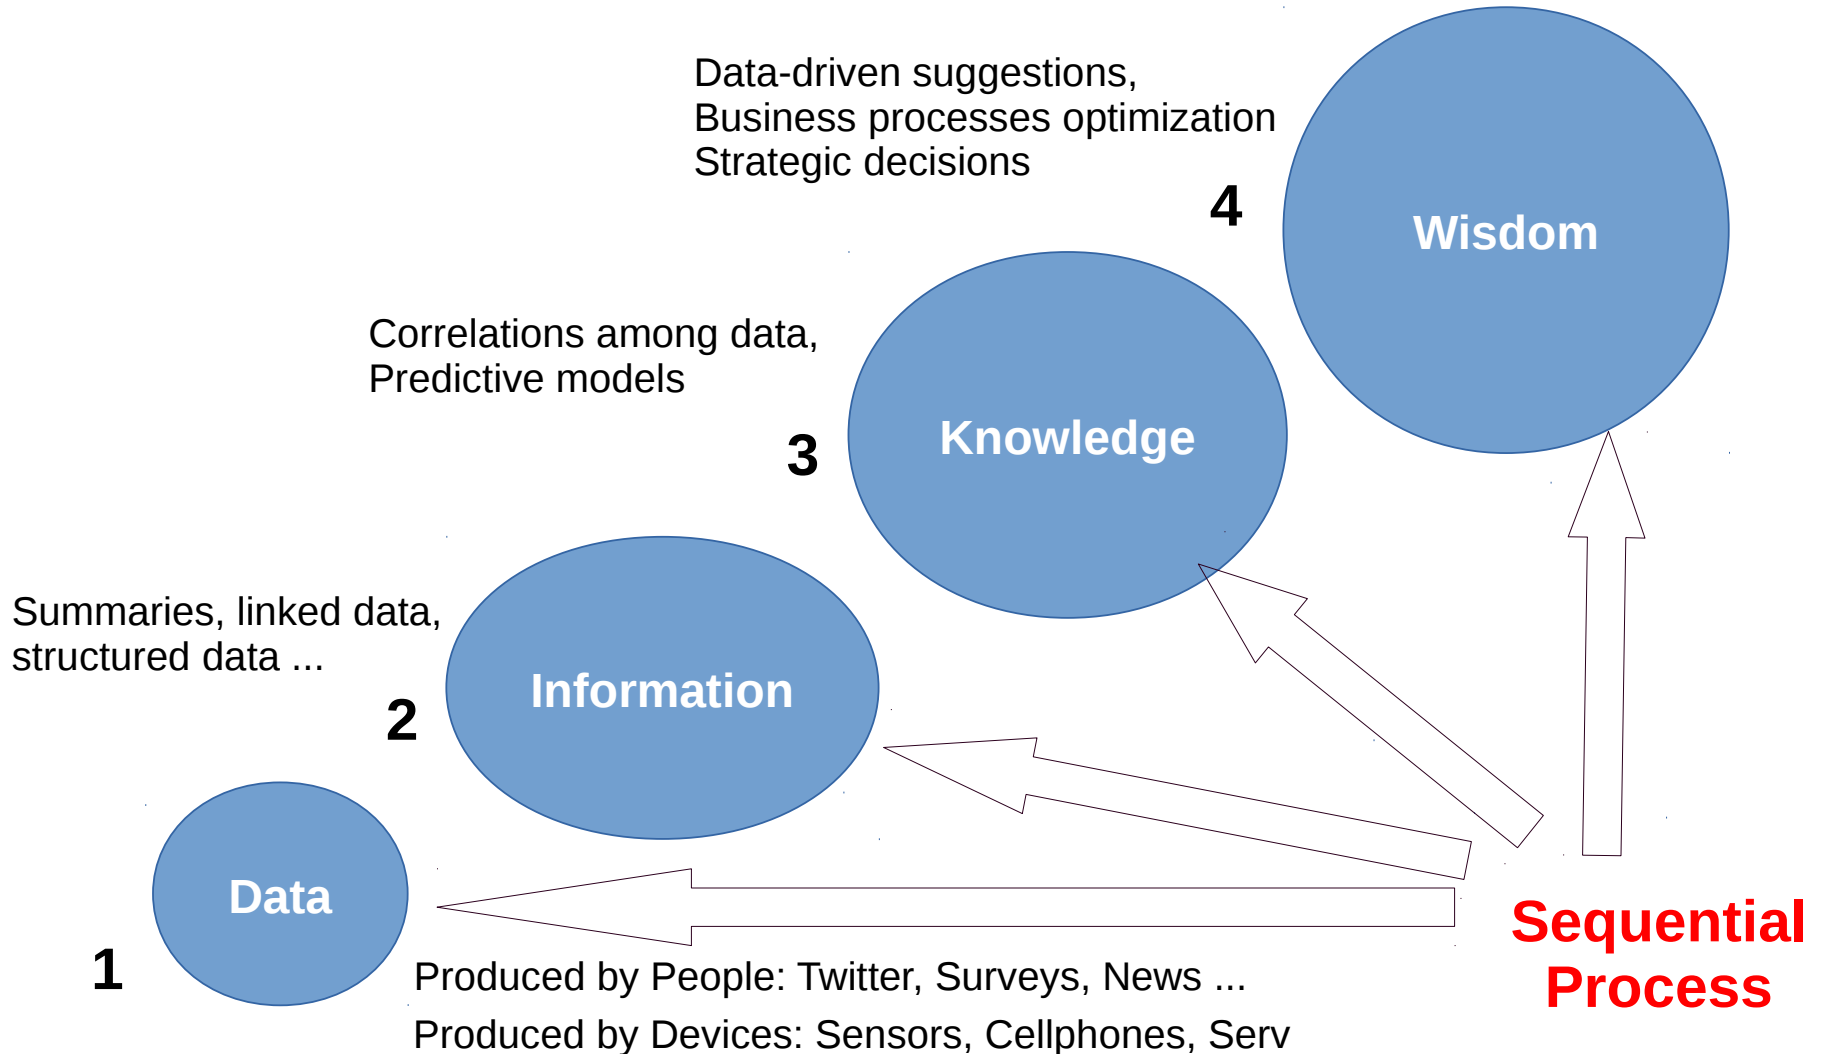 Data-driven suggestions,
Business processes optimization
Strategic decisions
4
Wisdom
Correlations among data,
Predictive models
3
Knowledge
Summaries, linked data,
structured data ...
2
Information
Data
1
Produced by People: Twitter, Surveys, News ...
Produced by Devices: Sensors, Cellphones, Serv
Sequential
Process